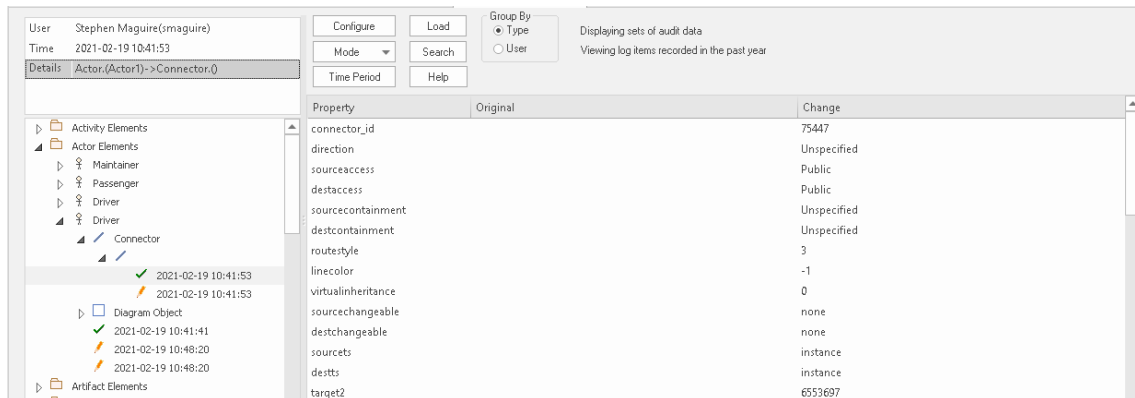 User Stephen Maguire(smaguire)
Time 2021-02-19 10:41:53
Details Actor.(Actor1)->Connector.()
Configure Load
Mode Search
Time Period Help
Group By
Type
User
Displaying sets of audit data
Viewing log items recorded in the past year
Activity Elements
Actor Elements
Maintainer
Passenger
Driver
Driver
Connector
2021-02-19 10:41:53
2021-02-19 10:41:53
Diagram Object
2021-02-19 10:41:41
2021-02-19 10:48:20
2021-02-19 10:48:20
Artifact Elements
Property Original Change
connector_id 75447
direction Unspecified
sourceaccess Public
destaccess Public
sourcecontainment Unspecified
destcontainment Unspecified
routestyle 3
linecolor -1
virtualinheritance 0
sourcechangeable none
destchangeable none
sourcets instance
destts instance
target2 6553697